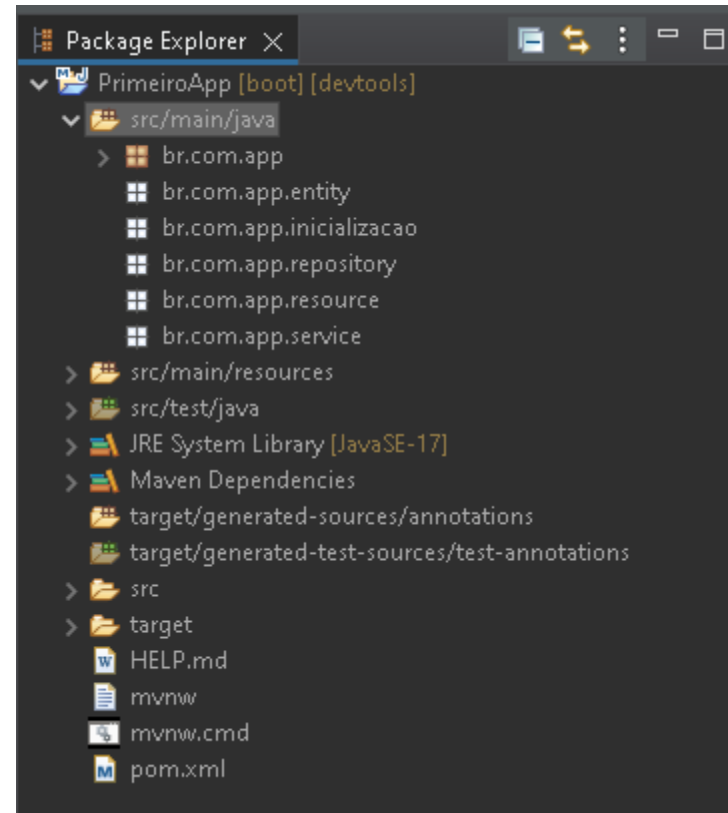 Package Explorer
PrimeiroApp [boot] [devtools]
src/main/java
br.com.app
br.com.app.entity
br.com.app.inicializacao
br.com.app.repository
br.com.app.resource
br.com.app.service
src/main/resources
src/test/java
JRE System Library [JavaSE-17]
Maven Dependencies
target/generated-sources/annotations
target/generated-test-sources/test-annotations
src
target
HELP.md
mvnw
mvnw.cmd
pom.xml